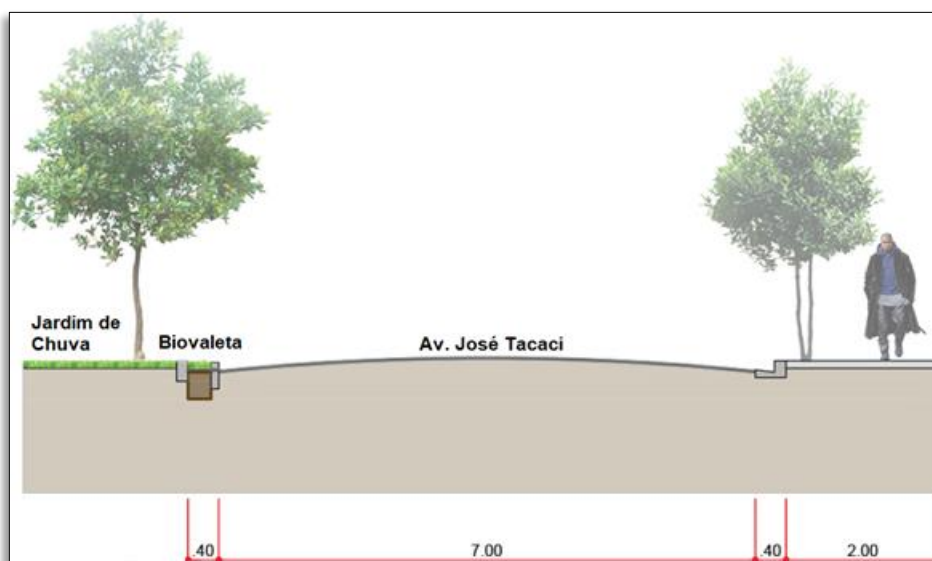 Jardim de
Chuva
Biovaleta
Av. José Tacaci
.40
7.00
.40
2.00